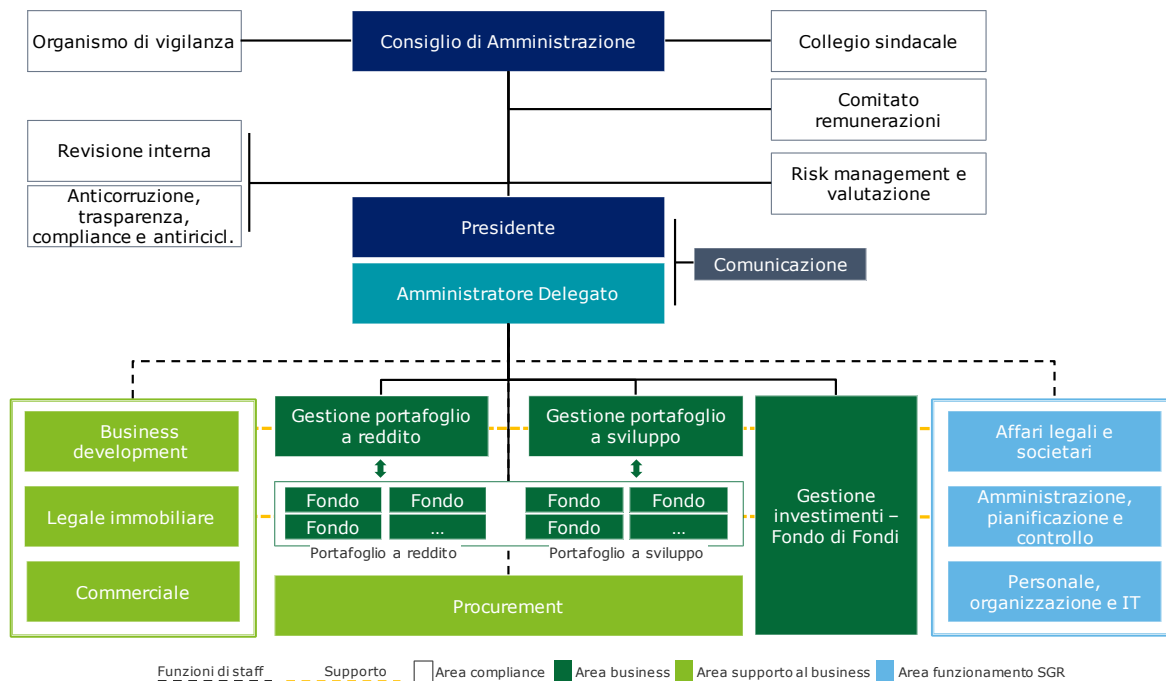 Organismo di vigilanza
Consiglio di Amministrazione
Collegio sindacale
Comitato
remunerazioni
Revisione interna
Risk management e
valutazione
Anticorruzione,
trasparenza,
compliance e antiricicl.
Presidente
Comunicazione
Amministratore Delegato
Business
development
Legale immobiliare
Commerciale
Gestione portafoglio
a reddito
Gestione portafoglio
a sviluppo
Fondo
Fondo
Fondo
...
Portafoglio a reddito
Fondo
Fondo
Fondo
...
Portafoglio a sviluppo
Procurement
Gestione
investimenti –
Fondo di Fondi
Affari legali e
societari
Amministrazione,
pianificazione e
controllo
Personale,
organizzazione e IT
Funzioni di staff
Supporto
Area compliance
Area business
Area supporto al business
Area funzionamento SGR